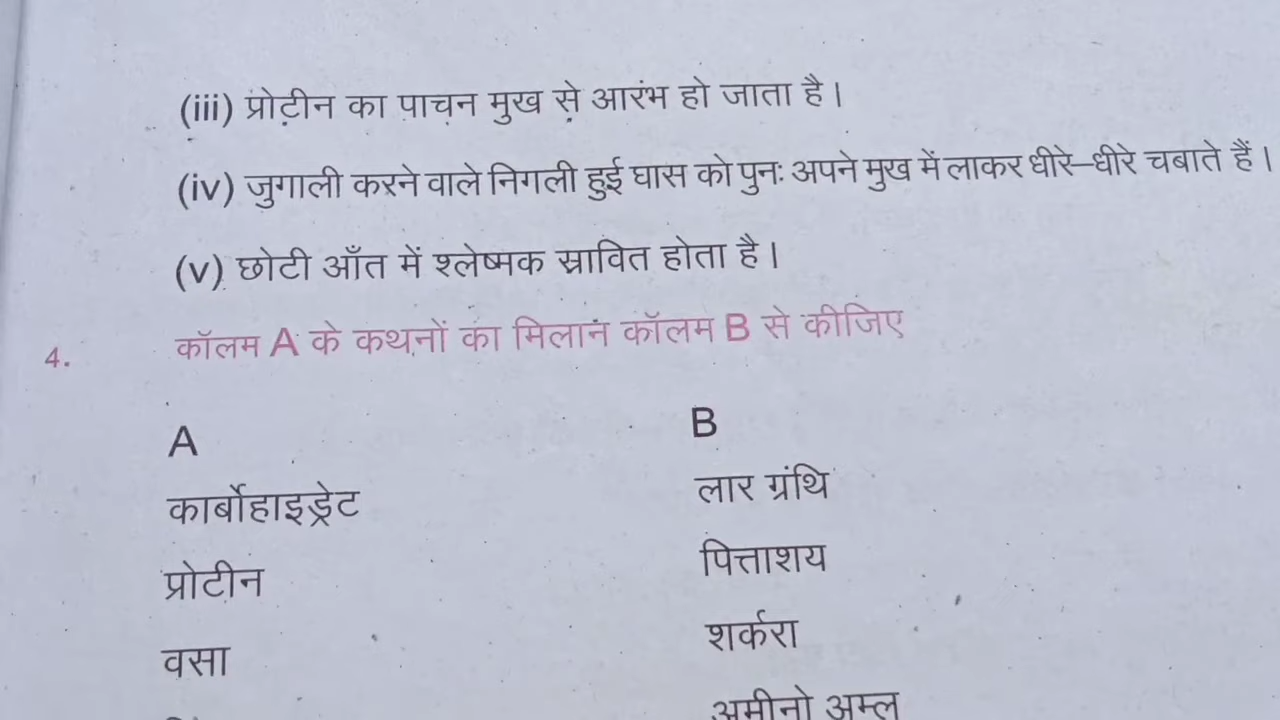 (iii) प्रोटीन का पाचन मुख से आरंभ हो जाता है।
(iv) जुगाली करने वाले निगली हुई घास को पुनः अपने मुख में लाकर धीरे–धीरे चबाते हैं।
(v) छोटी आँत में श्लेष्मक स्रावित होता है।
4. कॉलम A के कथनों का मिलान कॉलम B से कीजिए
A B
कार्बोहाइड्रेट लार ग्रंथि
प्रोटीन पित्ताशय
वसा शर्करा
अमीनो अम्ल